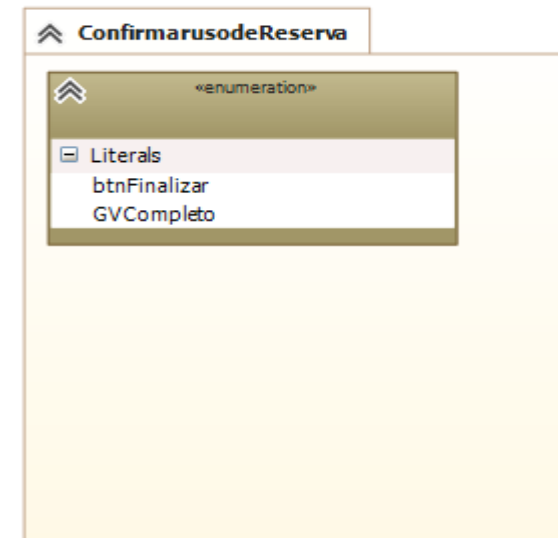 ConfirmarusodeReserva
«enumeration»
Literals
btnFinalizar
GVCompleto